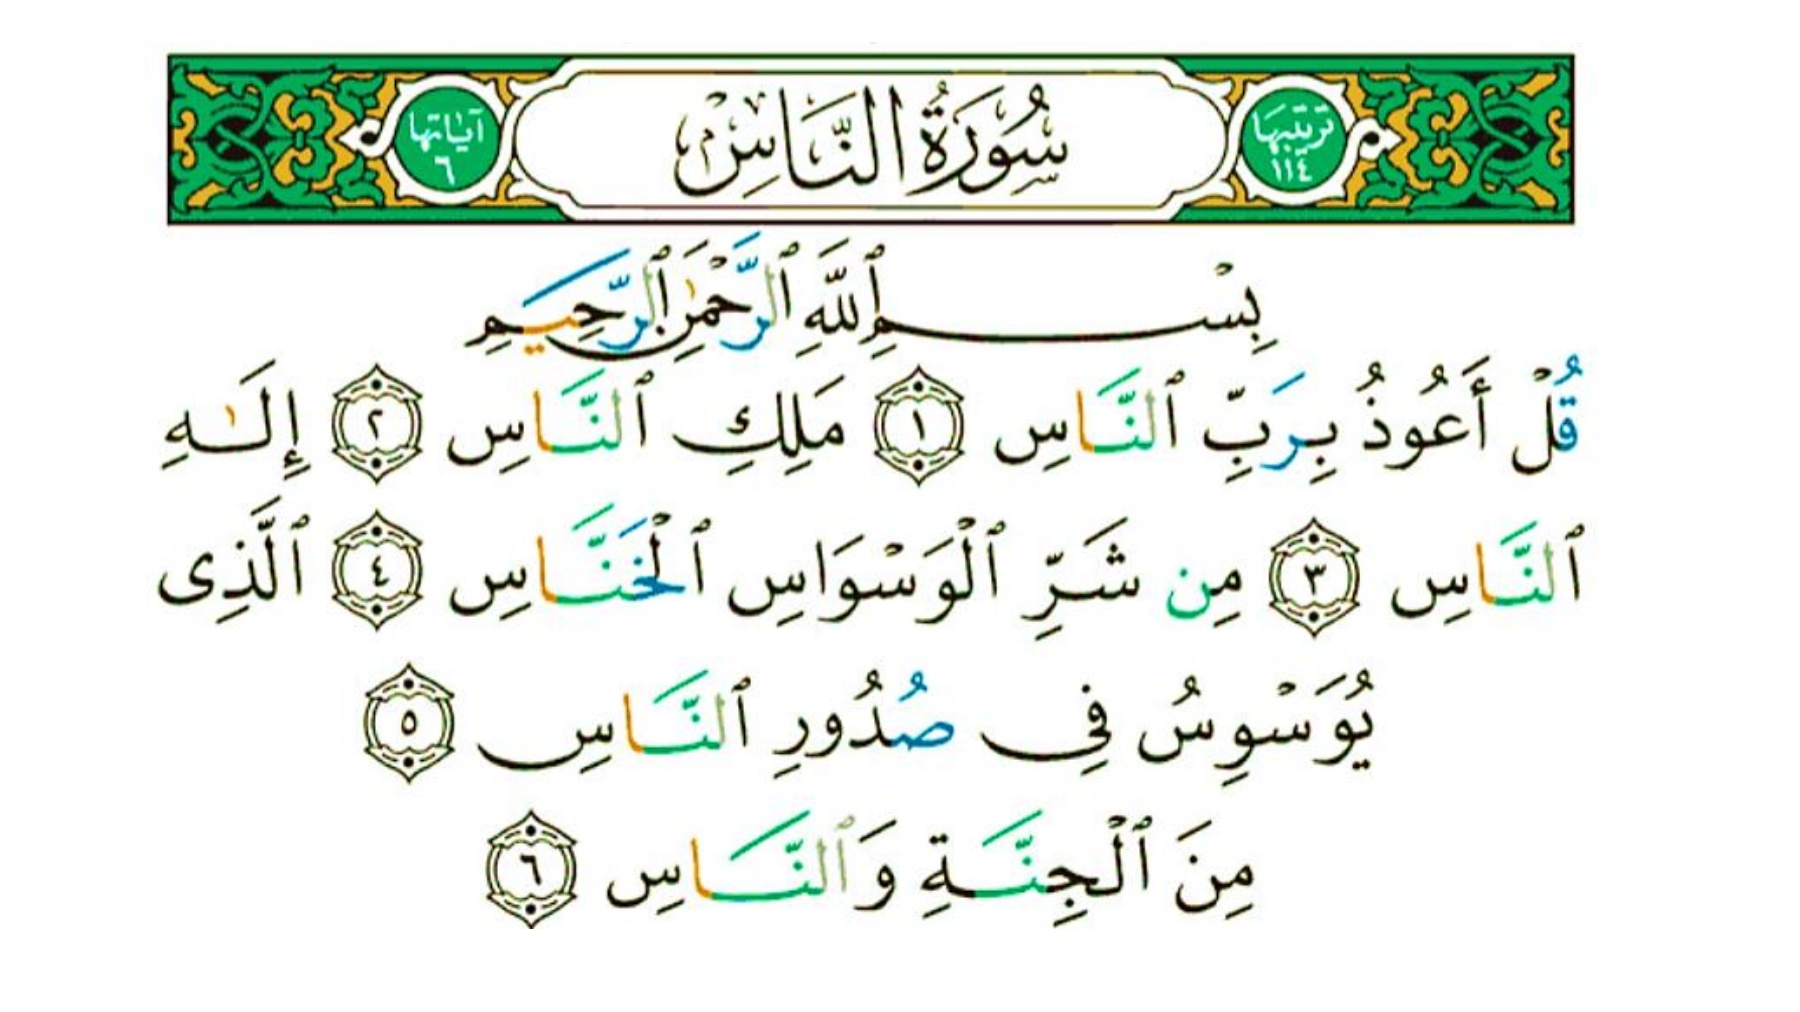 ترتيبها ١١٤
سُورَةُ النَّاسِ
آياتها ٦
بِسْمِ ٱللَّهِ ٱلرَّحْمَٰنِ ٱلرَّحِيمِ
قُلْ أَعُوذُ بِرَبِّ ٱلنَّاسِ ١ مَلِكِ ٱلنَّاسِ ٢ إِلَٰهِ
ٱلنَّاسِ ٣ مِن شَرِّ ٱلْوَسْوَاسِ ٱلْخَنَّاسِ ٤ ٱلَّذِى
يُوَسْوِسُ فِى صُدُورِ ٱلنَّاسِ ٥
مِنَ ٱلْجِنَّةِ وَٱلنَّاسِ ٦